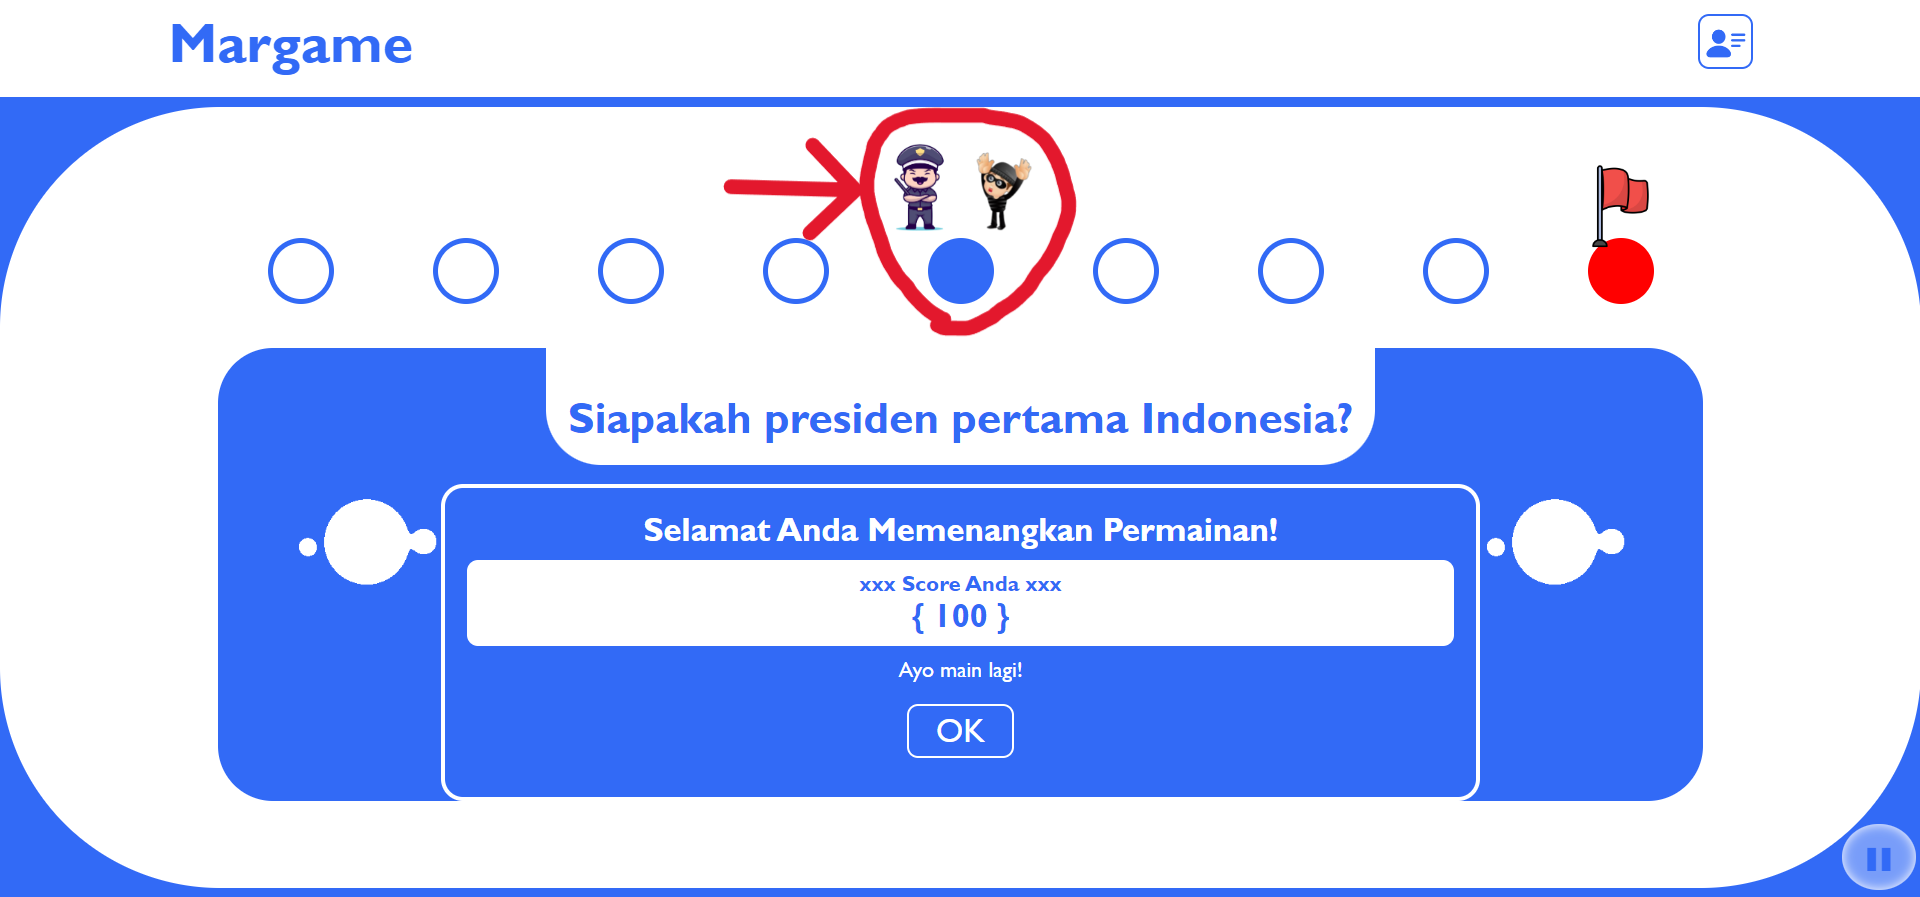 Margame
Siapakah presiden pertama Indonesia?
Selamat Anda Memenangkan Permainan!
xxx Score Anda xxx
{ 100 }
Ayo main lagi!
OK